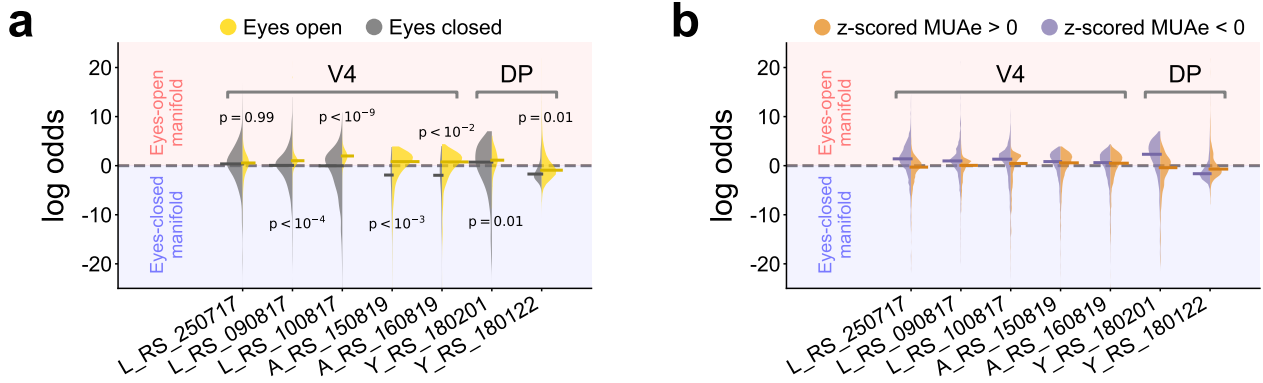 a
Eyes open
Eyes closed
log odds
20
10
0
-10
-20
Eyes-open
manifold
Eyes-closed
manifold
V4
DP
p = 0.99
p < 10⁻⁹
p < 10⁻²
p = 0.01
p < 10⁻⁴
p < 10⁻³
p = 0.01
L_RS_250717
L_RS_090817
L_RS_100817
A_RS_150819
A_RS_160819
Y_RS_180201
Y_RS_180122
b
z-scored MUAe > 0
z-scored MUAe < 0
log odds
20
10
0
-10
-20
Eyes-open
manifold
Eyes-closed
manifold
V4
DP
L_RS_250717
L_RS_090817
L_RS_100817
A_RS_150819
A_RS_160819
Y_RS_180201
Y_RS_180122